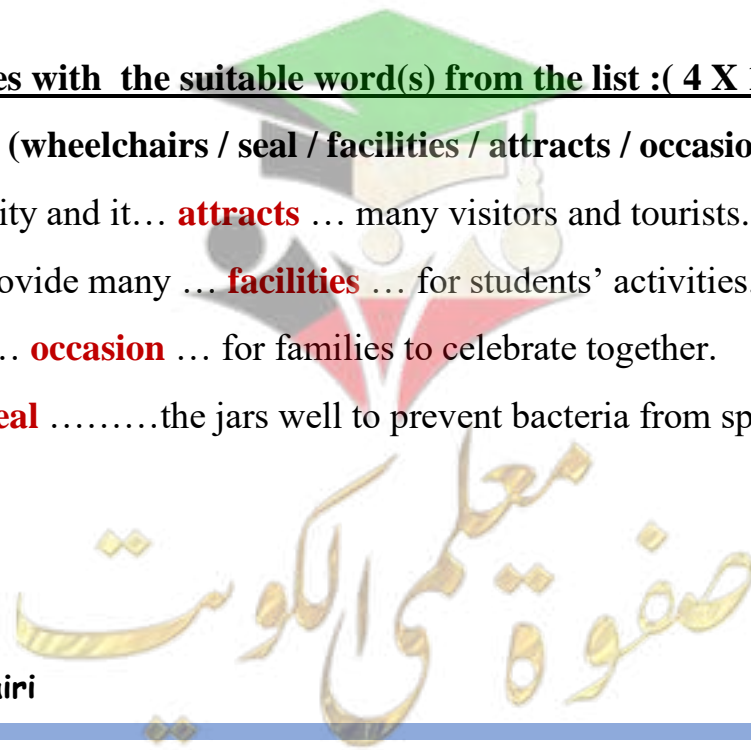 es with the suitable word(s) from the list :( 4 X
(wheelchairs / seal / facilities / attracts / occasio
ity and it… attracts … many visitors and tourists.
ovide many … facilities … for students’ activities.
… occasion … for families to celebrate together.
eal ………the jars well to prevent bacteria from sp
صفوة معلمى الكويت
iri